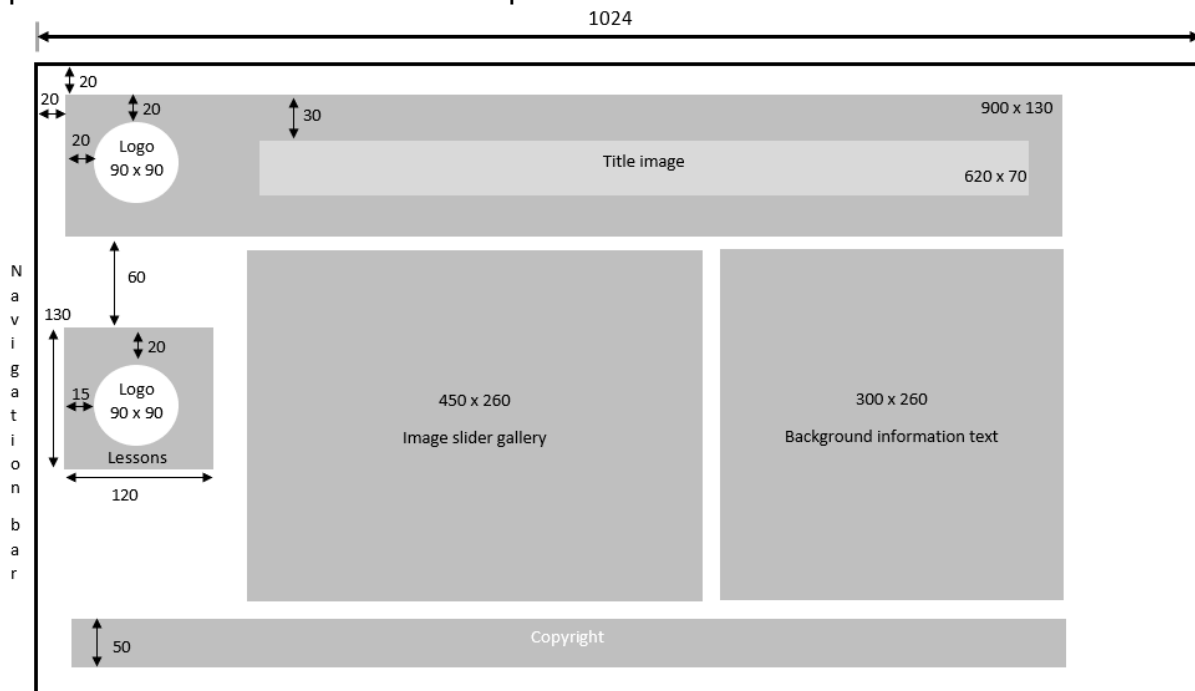 1024
20
20
20
30
900 x 130
20
Logo
90 x 90
Title image
620 x 70
60
130
20
15
Logo
90 x 90
Lessons
120
450 x 260
Image slider gallery
300 x 260
Background information text
N
a
v
i
g
a
t
i
o
n
b
a
r
50
Copyright